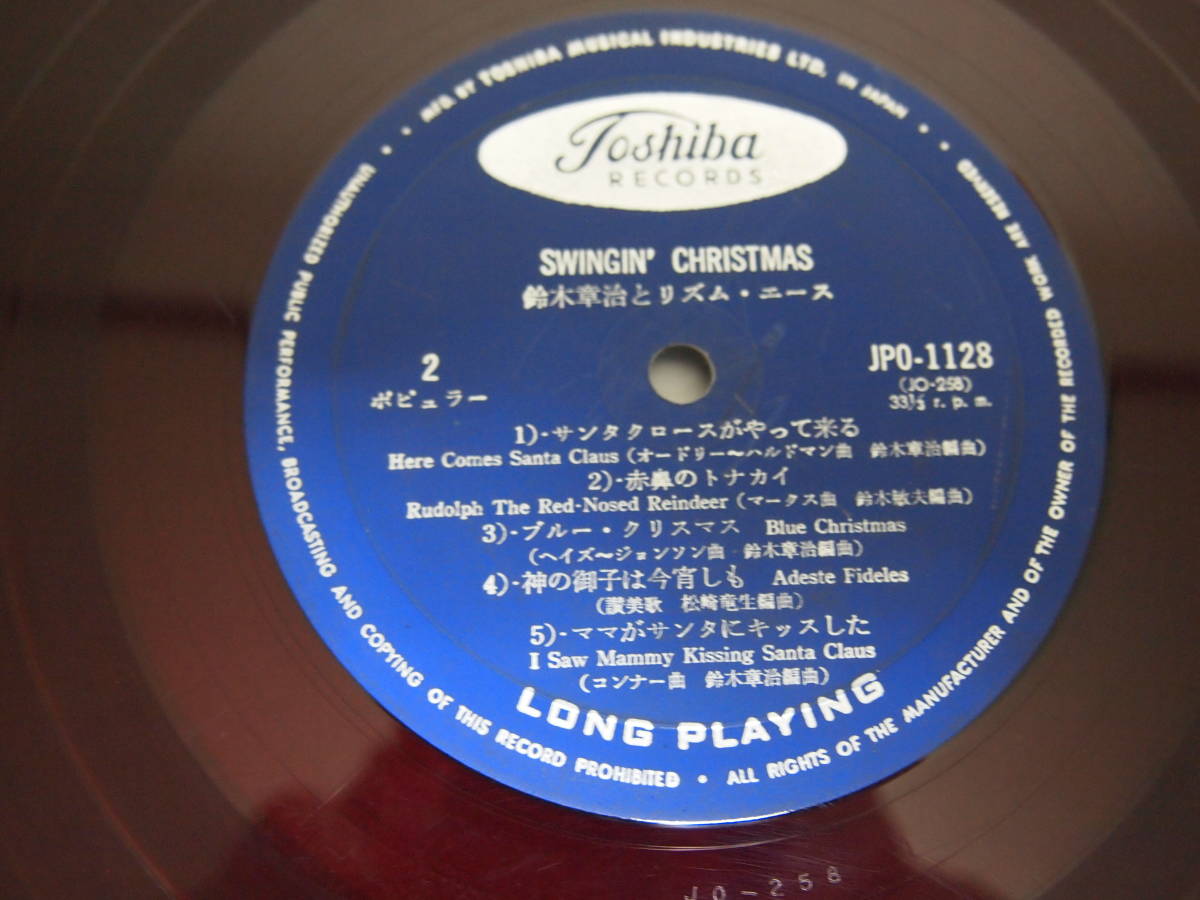 MFG. BY TOSHIBA MUSICAL INDUSTRIES LTD. IN JAPAN
Toshiba
RECORDS
SWINGIN' CHRISTMAS
鈴木章治とリズム・エース
2
ポピュラー
JPO-1128
(JO-258)
33⅓ r. p. m.
1)・サンタクロースがやって来る
Here Comes Santa Claus (オードリー〜ハルドマン曲 鈴木章治編曲)
2)・赤鼻のトナカイ
Rudolph The Red-Nosed Reindeer (マークス曲 鈴木敏夫編曲)
3)・ブルー・クリスマス Blue Christmas
(ヘイズ〜ジョンソン曲 鈴木章治編曲)
4)・神の御子は今宵しも Adeste Fideles
(讃美歌 松崎竜生編曲)
5)・ママがサンタにキッスした
I Saw Mammy Kissing Santa Claus
(コンナー曲 鈴木章治編曲)
LONG PLAYING
UNAUTHORIZED PUBLIC PERFORMANCE, BROADCASTING AND COPYING OF THIS RECORD PROHIBITED • ALL RIGHTS OF THE MANUFACTURER AND OF THE OWNER OF THE RECORDED WORK ARE RESERVED
JO-258